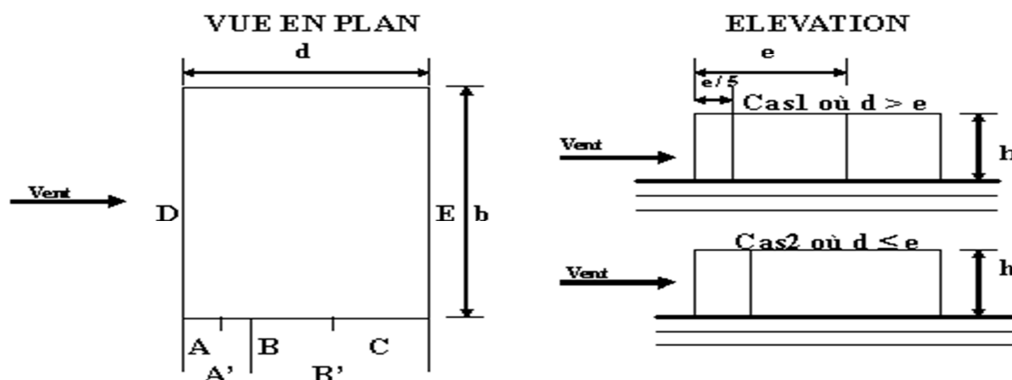 VUE EN PLAN
d
Vent
D
E b
A B C
A' B'
ELEVATION
e
e / 5
Cas1 où d > e
Vent
h
Cas2 où d ≤ e
Vent
h